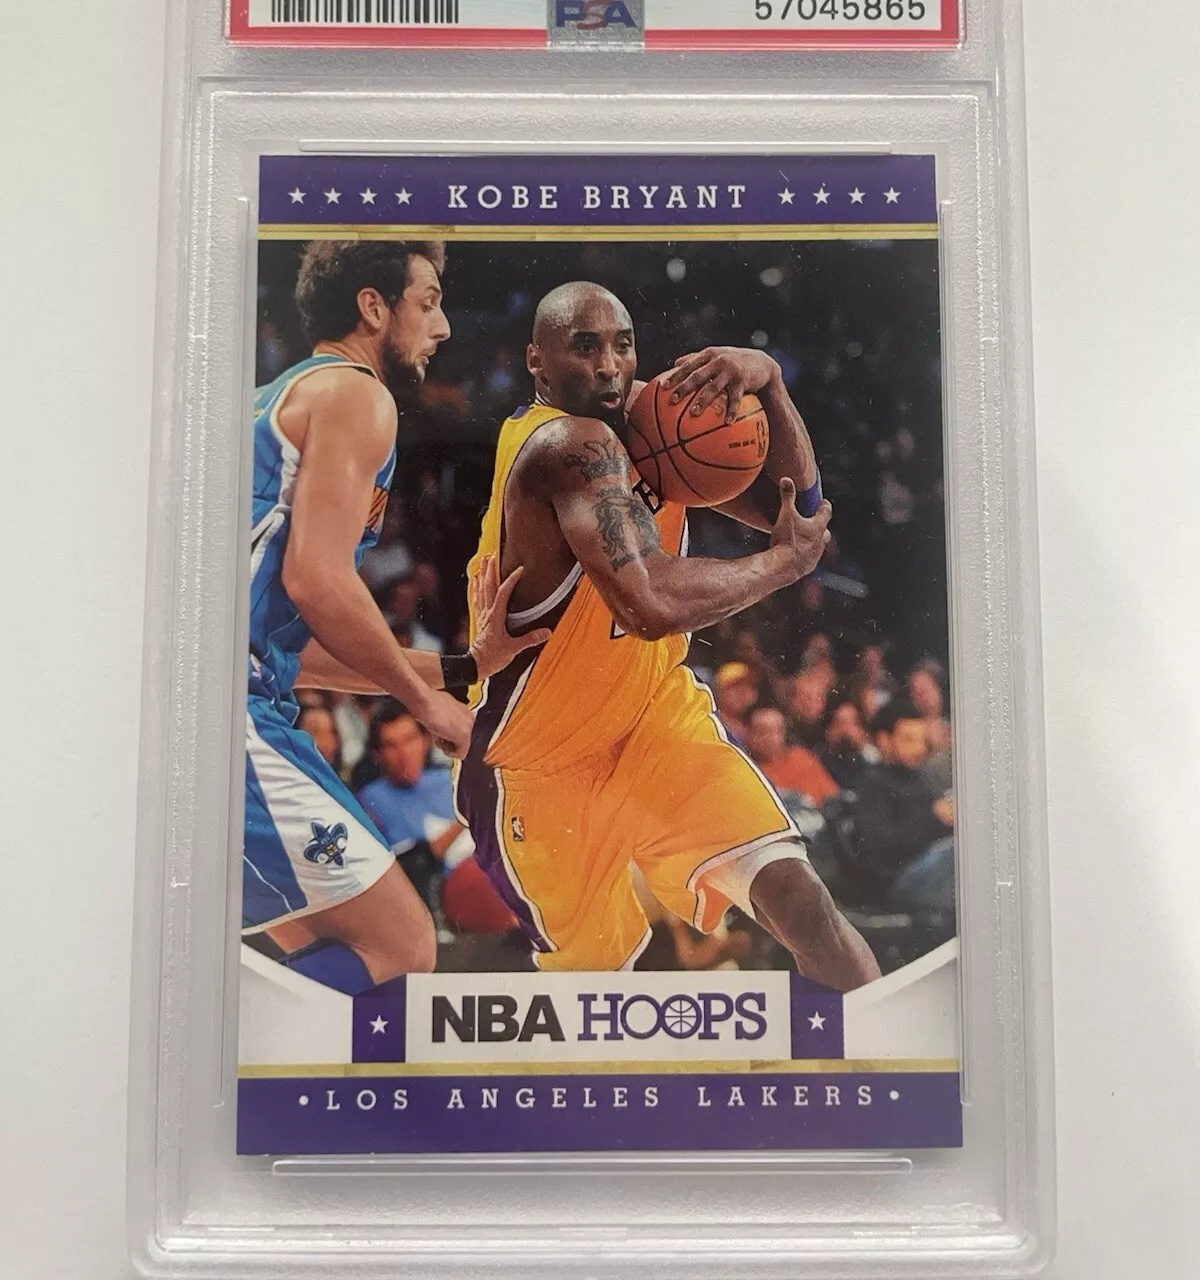 PSA
57045865
KOBE BRYANT
NBA HOOPS
• LOS ANGELES LAKERS •